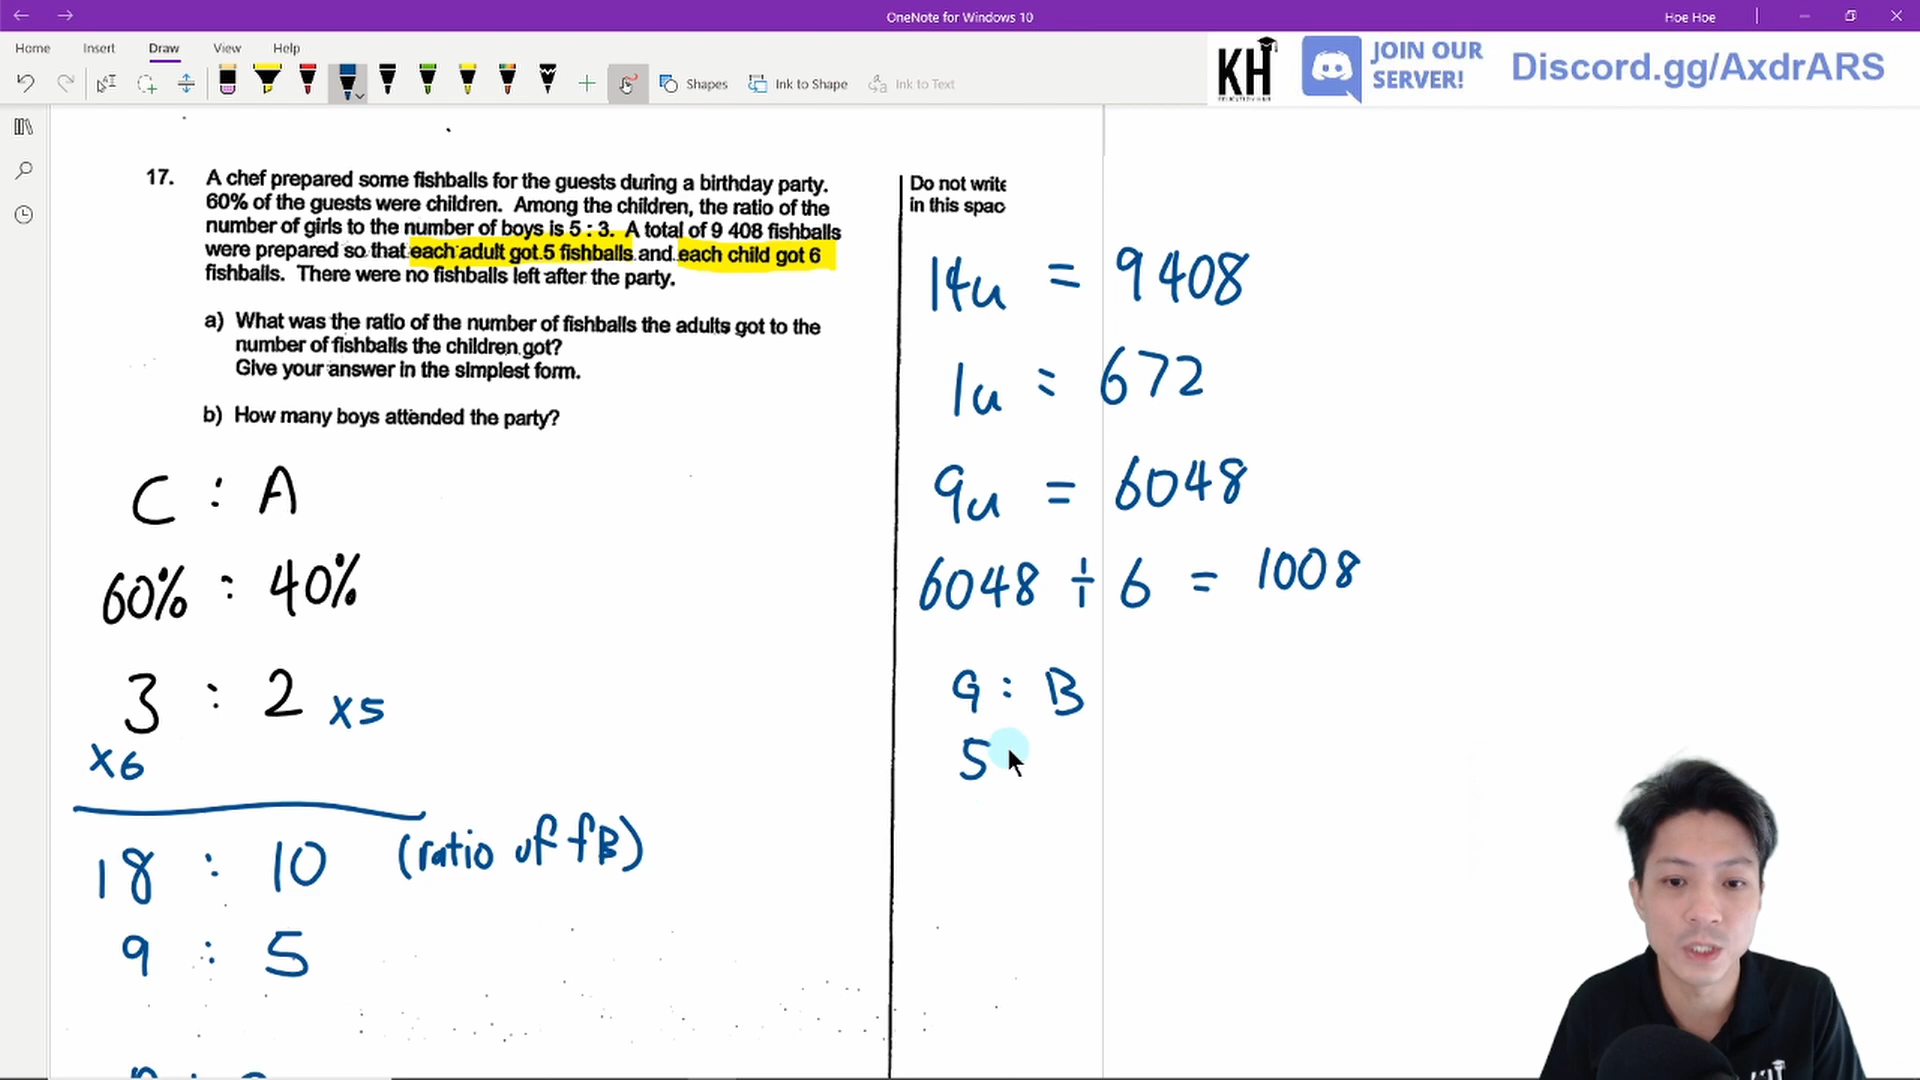 OneNote for Windows 10
Hoe Hoe
Home Insert Draw View Help
Shapes Ink to Shape Ink to Text
KH
JOIN OUR
SERVER!
Discord.gg/AxdrARS
17. A chef prepared some fishballs for the guests during a birthday party.
60% of the guests were children. Among the children, the ratio of the
number of girls to the number of boys is 5 : 3. A total of 9 408 fishballs
were prepared so that each adult got 5 fishballs and each child got 6
fishballs. There were no fishballs left after the party.
a) What was the ratio of the number of fishballs the adults got to the
number of fishballs the children got?
Give your answer in the simplest form.
b) How many boys attended the party?
C : A
60% : 40%
3 : 2 x5
x6
18 : 10 (ratio of fB)
9 : 5
Do not write
in this spac
14u = 9408
1u = 672
9u = 6048
6048 ÷ 6 = 1008
G : B
5